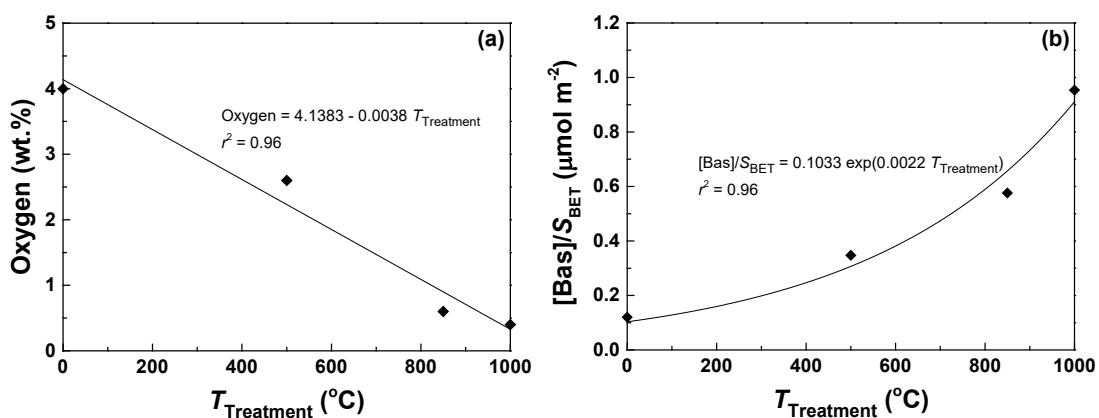 (a)
Oxygen (wt.%)
5
4
3
2
1
0
Oxygen = 4.1383 - 0.0038 T_Treatment
r² = 0.96
0 200 400 600 800 1000
T_Treatment (°C)
(b)
[Bas]/S_BET (μmol m⁻²)
1.2
1.0
0.8
0.6
0.4
0.2
0.0
[Bas]/S_BET = 0.1033 exp(0.0022 T_Treatment)
r² = 0.96
0 200 400 600 800 1000
T_Treatment (°C)